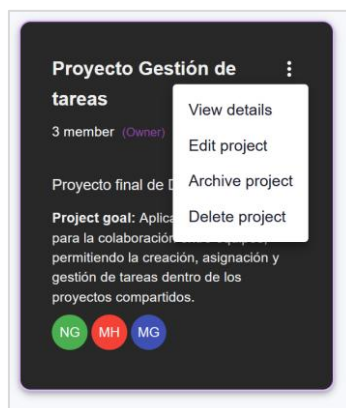 Proyecto Gestión de
tareas
3 member (Owner)
View details
Edit project
Archive project
Delete project
Proyecto final de
Project goal:
para la colaboración
permitiendo la creación, asignación y
gestión de tareas dentro de los
proyectos compartidos.
NG MH MG